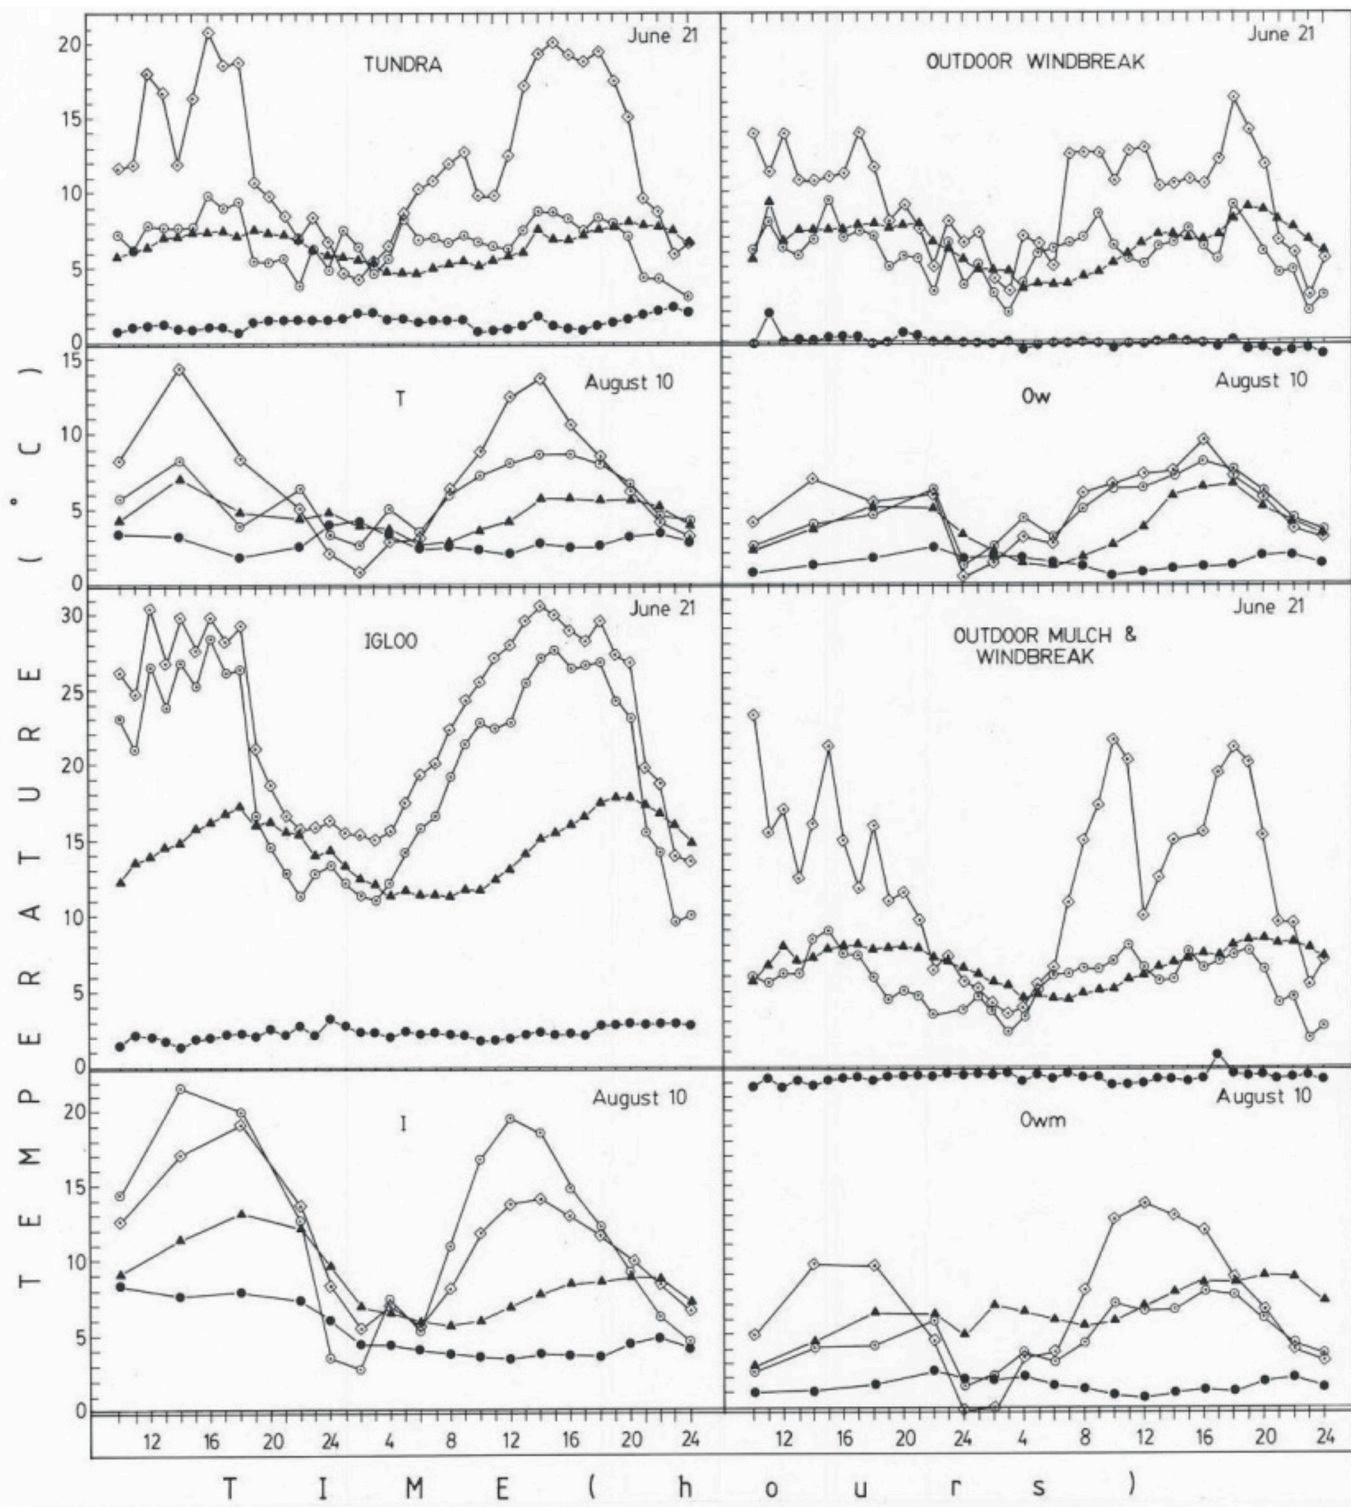 June 21
TUNDRA
20
15
10
5
0
June 21
OUTDOOR WINDBREAK
August 10
T
15
10
5
0
August 10
Ow
June 21
IGLOO
30
25
20
15
10
5
0
June 21
OUTDOOR MULCH &
WINDBREAK
August 10
I
20
15
10
5
0
August 10
Owm
12 16 20 24 4 8 12 16 20 24
12 16 20 24 4 8 12 16 20 24
TEMPERATURE (°C)
TIME (hours)